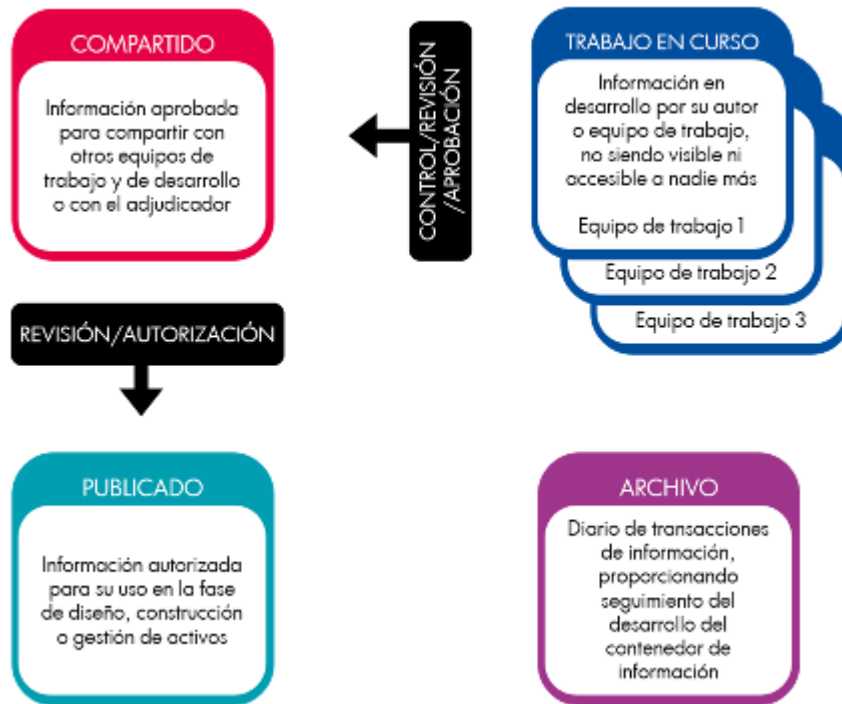 COMPARTIDO
Información aprobada
para compartir con
otros equipos de
trabajo y de desarrollo
o con el adjudicador
CONTROL/REVISIÓN
/APROBACIÓN
TRABAJO EN CURSO
Información en
desarrollo por su autor
o equipo de trabajo,
no siendo visible ni
accesible a nadie más
Equipo de trabajo 1
Equipo de trabajo 2
Equipo de trabajo 3
REVISIÓN/AUTORIZACIÓN
PUBLICADO
Información autorizada
para su uso en la fase
de diseño, construcción
o gestión de activos
ARCHIVO
Diario de transacciones
de información,
proporcionando
seguimiento del
desarrollo del
contenedor de
información